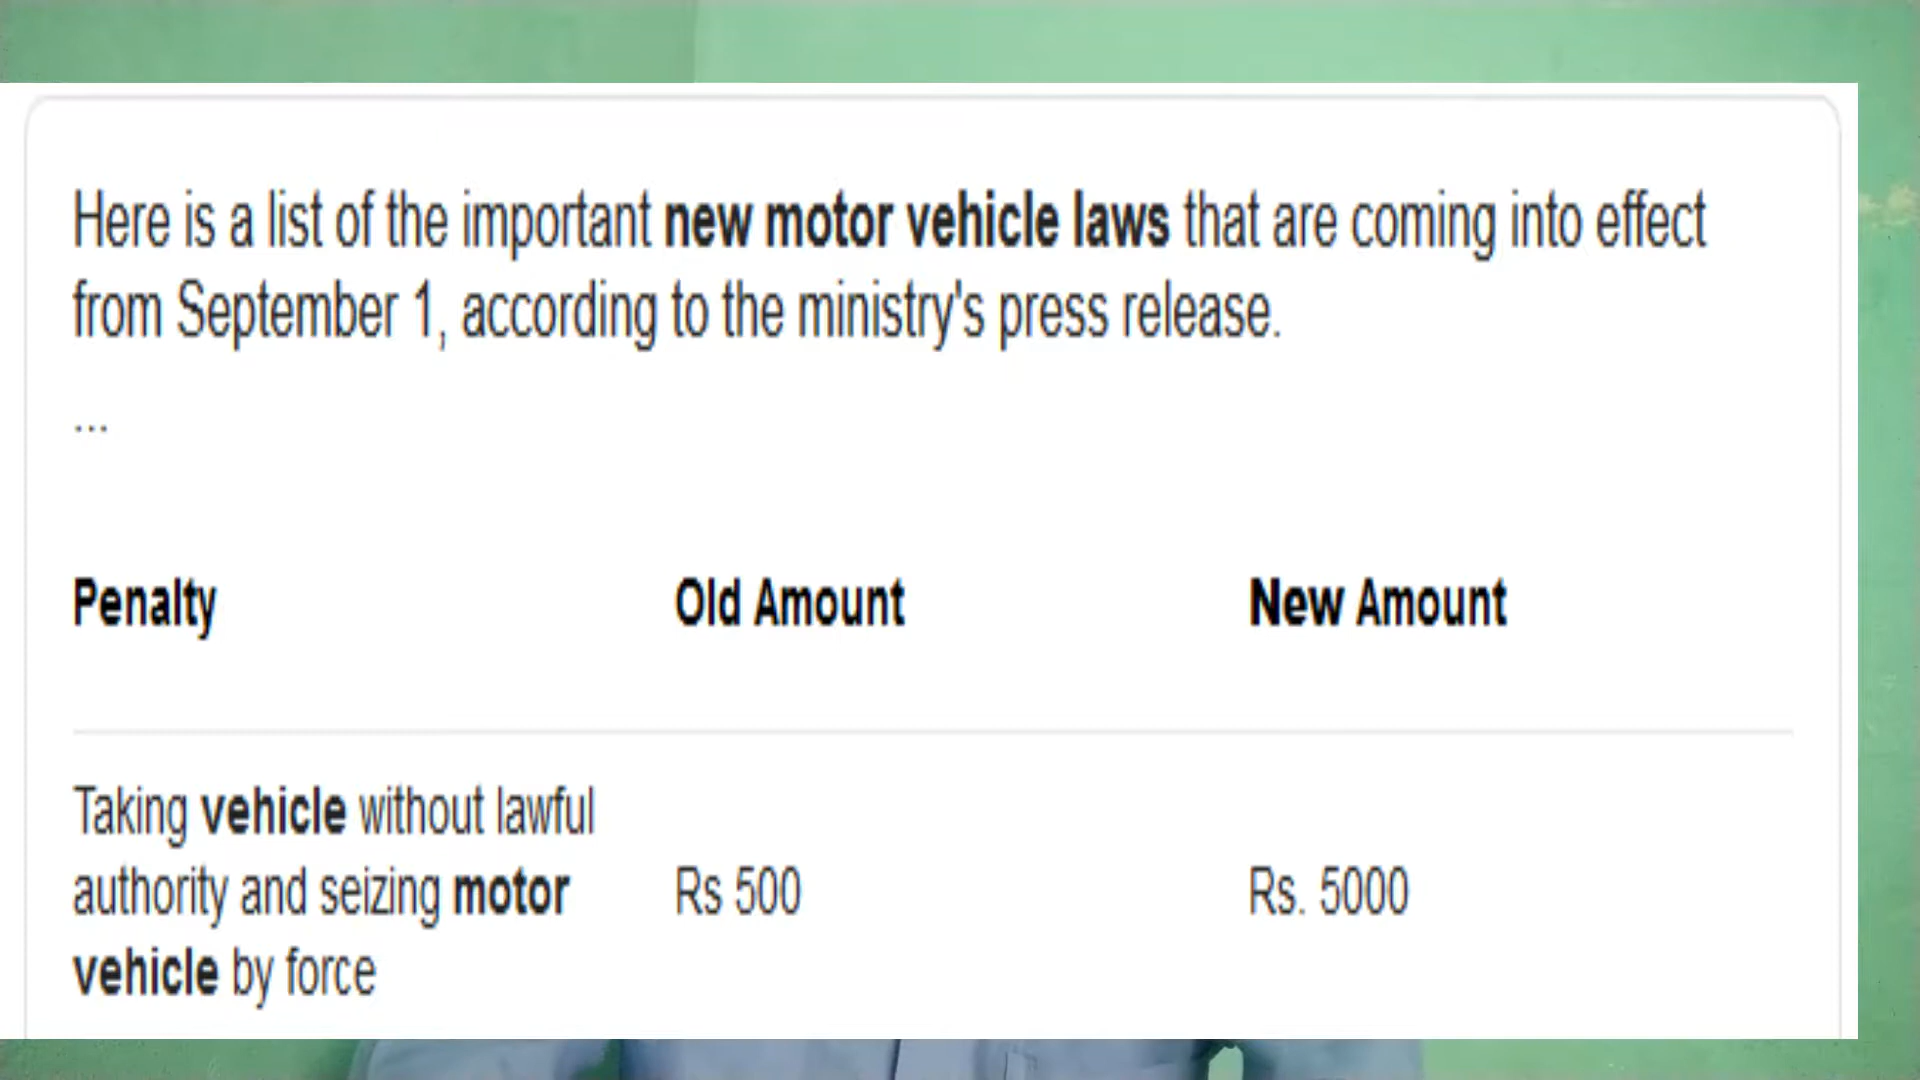 Here is a list of the important new motor vehicle laws that are coming into effect
from September 1, according to the ministry's press release.
...
Penalty Old Amount New Amount
Taking vehicle without lawful
authority and seizing motor Rs 500 Rs. 5000
vehicle by force